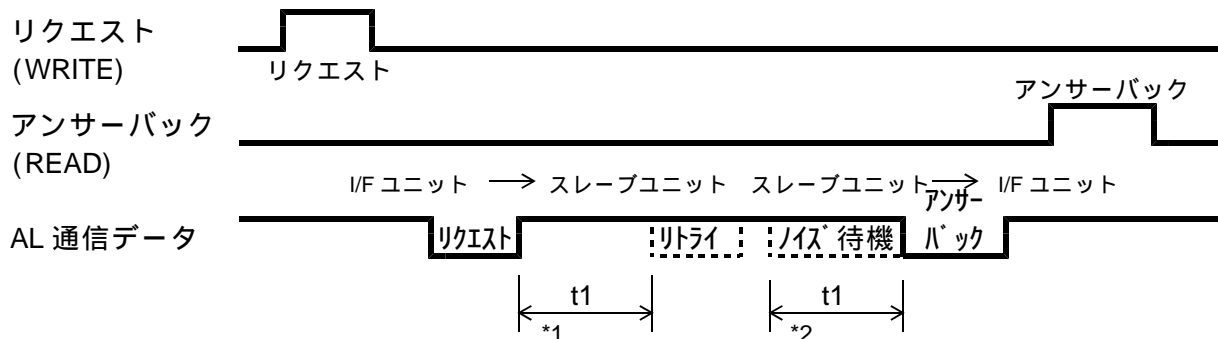 リクエスト
(WRITE)
リクエスト
アンサーバック
アンサーバック
(READ)
I/F ユニット → スレーブユニット スレーブユニット → I/F ユニット
アンサー
AL 通信データ
リクエスト
リトライ
ノイズ待機
バック
t1
t1
*1
*2